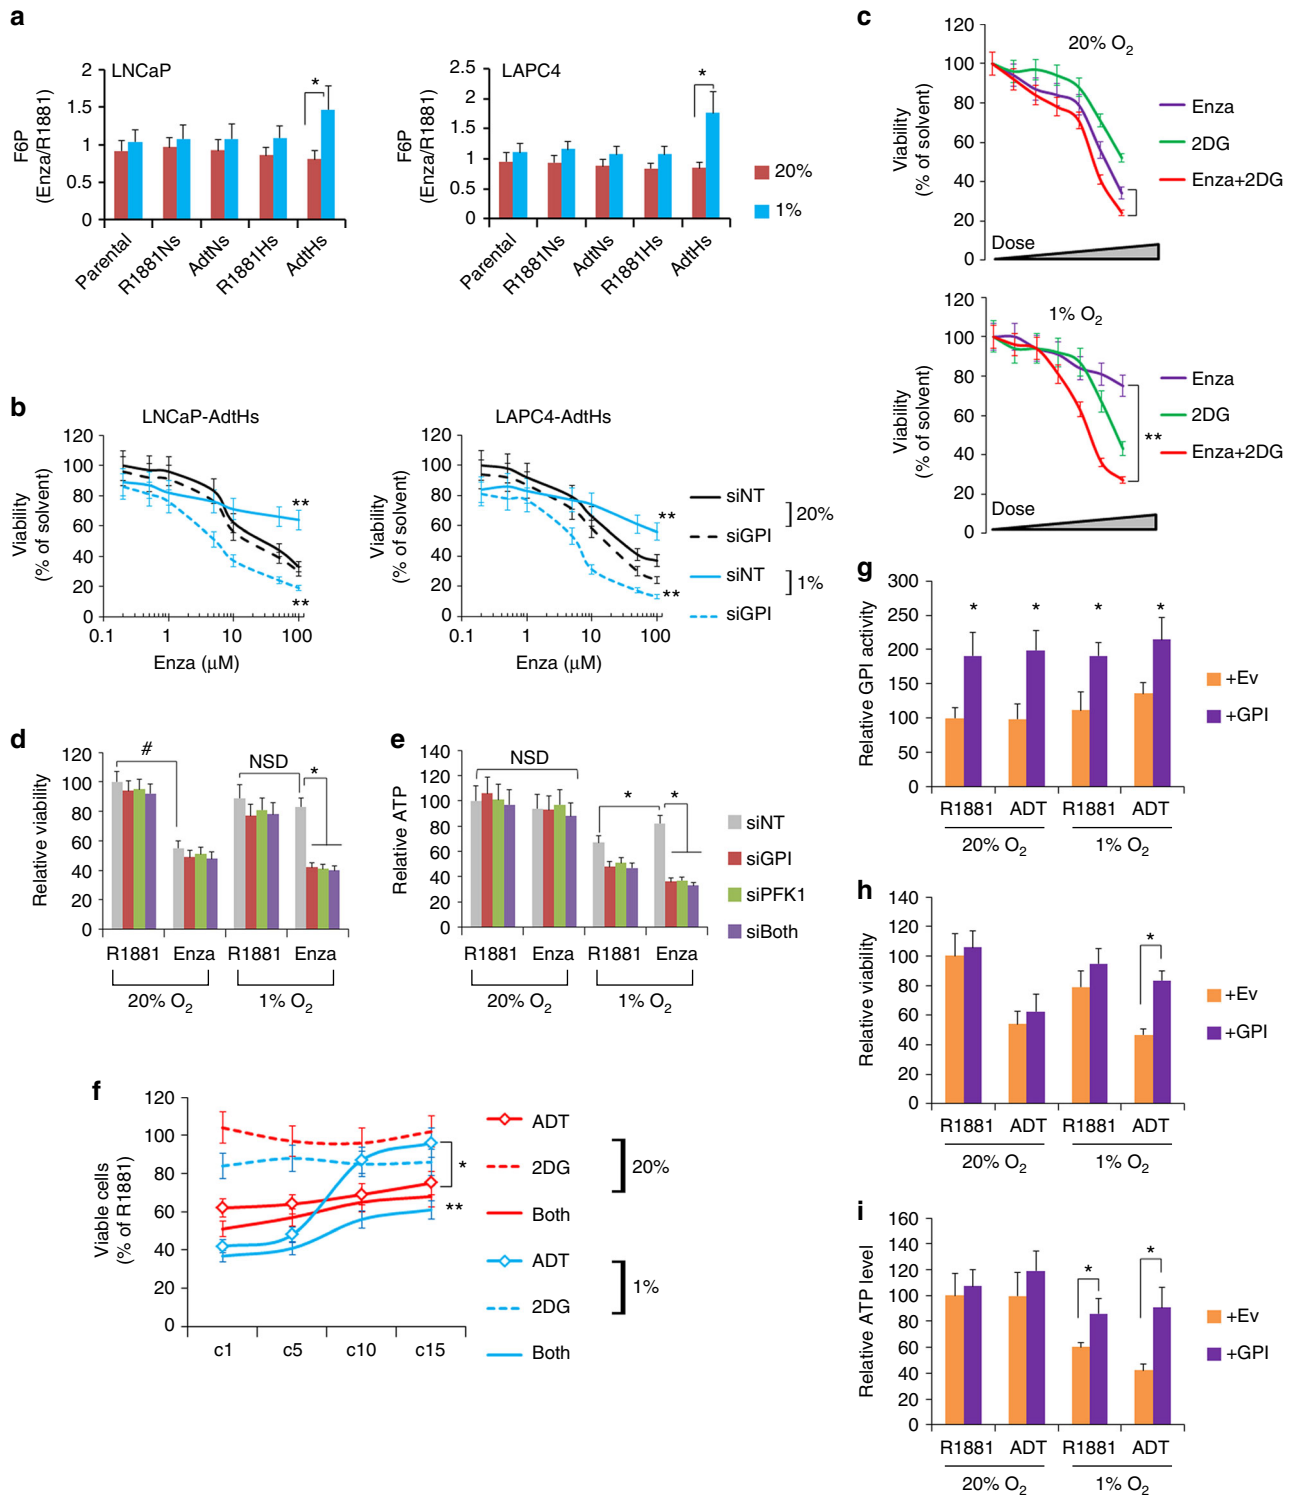 a
LNCaP
F6P
(Enza/R1881)
2
1.5
1
0.5
0
*
Parental
R1881Ns
AdtNs
R1881Hs
AdtHs
LAPC4
F6P
(Enza/R1881)
2.5
2
1.5
1
0.5
0
*
Parental
R1881Ns
AdtNs
R1881Hs
AdtHs
20%
1%
b
LNCaP-AdtHs
Viability
(% of solvent)
120
100
80
60
40
20
0
**
**
0.1
1
10
100
Enza (μM)
LAPC4-AdtHs
Viability
(% of solvent)
120
100
80
60
40
20
0
**
**
0.1
1
10
100
Enza (μM)
siNT
siGPI
20%
siNT
siGPI
1%
c
20% O2
Viability
(% of solvent)
120
100
80
60
40
20
0
Dose
Enza
2DG
Enza+2DG
1% O2
Viability
(% of solvent)
120
100
80
60
40
20
0
Dose
**
Enza
2DG
Enza+2DG
d
Relative viability
120
100
80
60
40
20
0
#
NSD
*
R1881
Enza
R1881
Enza
20% O2
1% O2
e
Relative ATP
140
120
100
80
60
40
20
0
NSD
*
*
R1881
Enza
R1881
Enza
20% O2
1% O2
siNT
siGPI
siPFK1
siBoth
f
Viable cells
(% of R1881)
120
100
80
60
40
20
0
*
**
c1
c5
c10
c15
ADT
2DG
Both
20%
ADT
2DG
Both
1%
g
Relative GPI activity
300
250
200
150
100
50
0
*
*
*
*
R1881
ADT
R1881
ADT
20% O2
1% O2
+Ev
+GPI
h
Relative viability
140
120
100
80
60
40
20
0
*
R1881
ADT
R1881
ADT
20% O2
1% O2
+Ev
+GPI
i
Relative ATP level
160
140
120
100
80
60
40
20
0
*
*
R1881
ADT
R1881
ADT
20% O2
1% O2
+Ev
+GPI